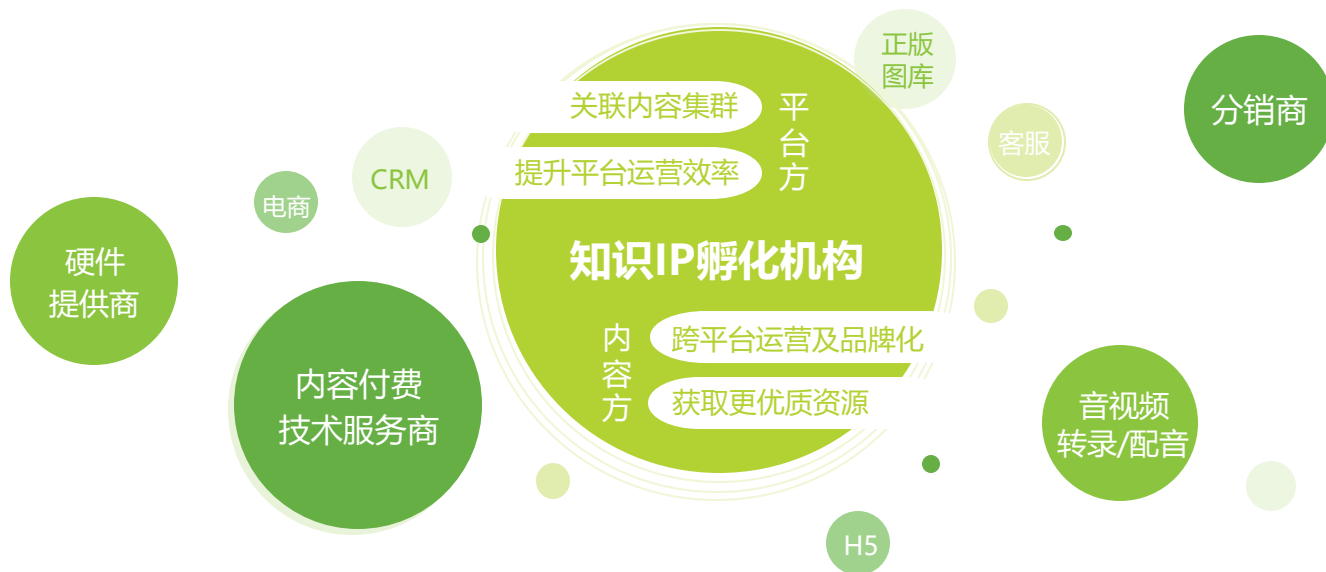 正版
图库
分销商
关联内容集群
平台方
客服
提升平台运营效率
CRM
电商
知识IP孵化机构
硬件
提供商
内容方
跨平台运营及品牌化
获取更优质资源
内容付费
技术服务商
音视频
转录/配音
H5